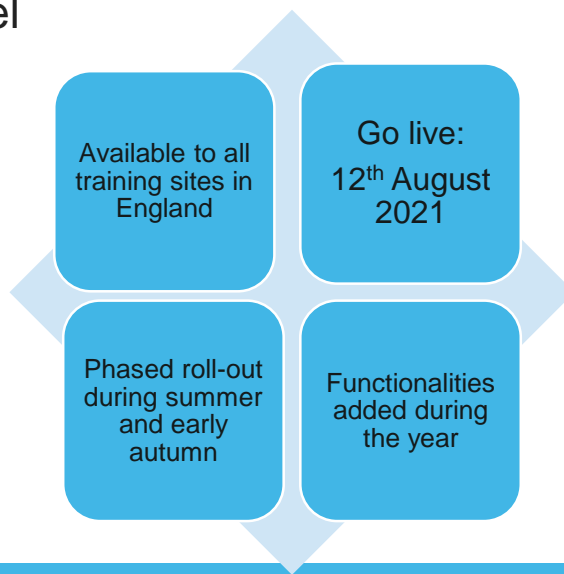 el
Available to all
training sites in
England
Go live:
12th August
2021
Phased roll-out
during summer
and early
autumn
Functionalities
added during
the year